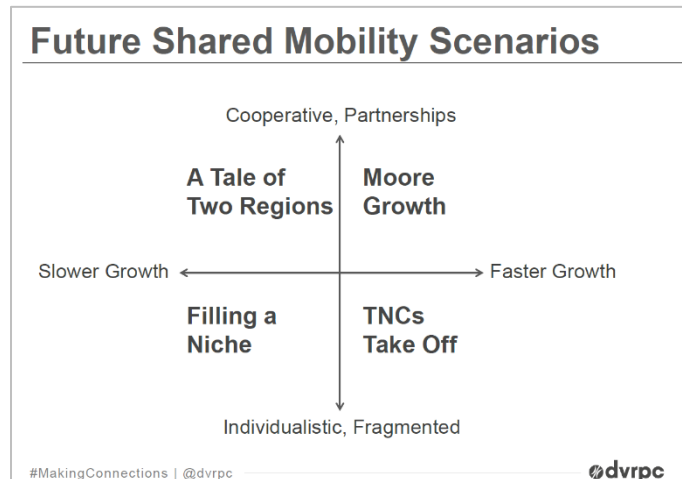 Future Shared Mobility Scenarios
Cooperative, Partnerships
A Tale of
Two Regions
Moore
Growth
Slower Growth
Faster Growth
Filling a
Niche
TNCs
Take Off
Individualistic, Fragmented
#MakingConnections | @dvrpc
dvrpc